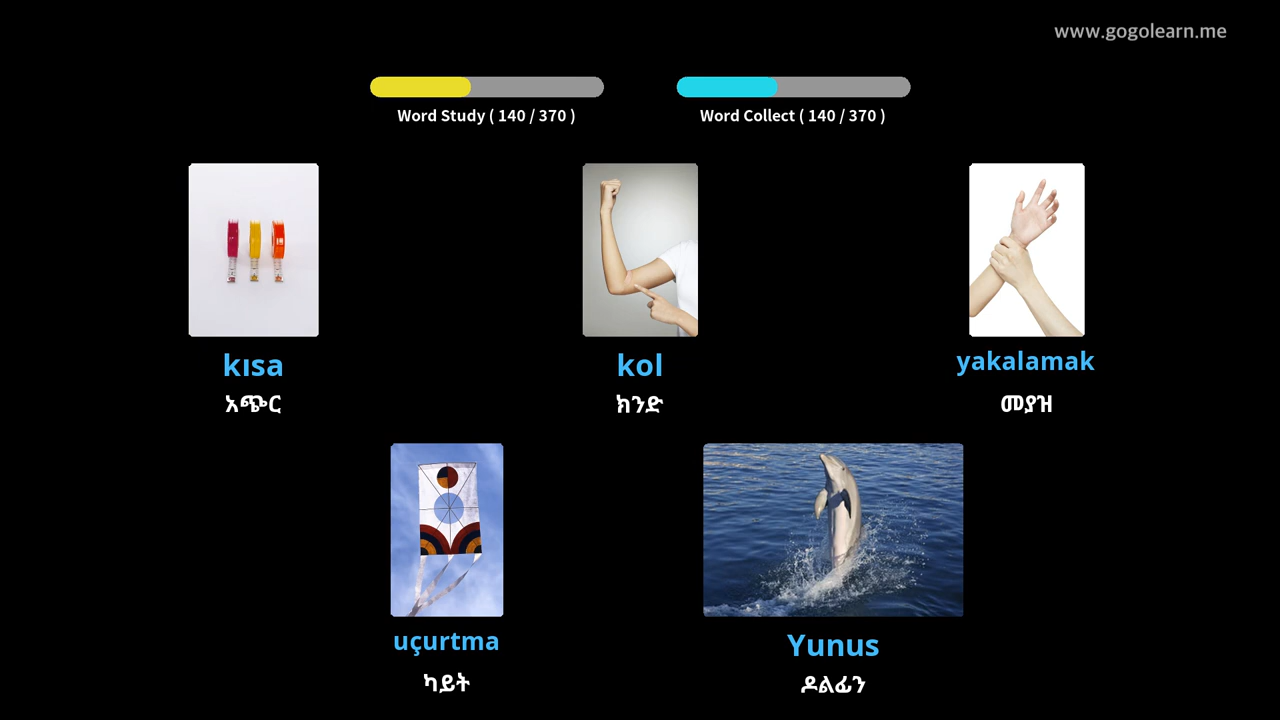 www.gogolearn.me
Word Study ( 140 / 370 )
Word Collect ( 140 / 370 )
kısa
አጭር
kol
ክንድ
yakalamak
መያዝ
uçurtma
ካይት
Yunus
ዶልፊን